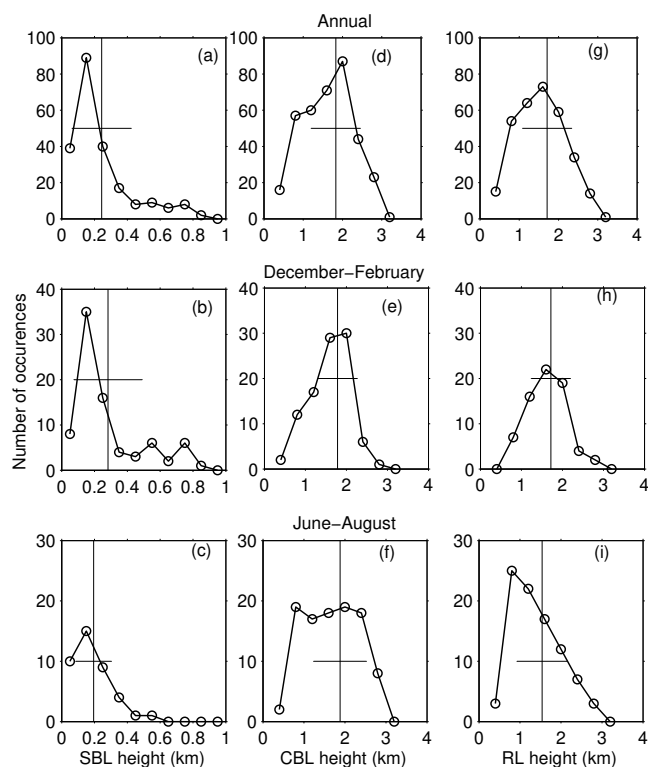 Annual
100
80
60
40
20
0
0 0.2 0.4 0.6 0.8 1
(a)
100
80
60
40
20
0
0 1 2 3 4
(d)
100
80
60
40
20
0
0 1 2 3 4
(g)
December−February
Number of occurences
40
30
20
10
0
0 0.2 0.4 0.6 0.8 1
(b)
40
30
20
10
0
0 1 2 3 4
(e)
40
30
20
10
0
0 1 2 3 4
(h)
June−August
30
20
10
0
0 0.2 0.4 0.6 0.8 1
SBL height (km)
(c)
30
20
10
0
0 1 2 3 4
CBL height (km)
(f)
30
20
10
0
0 1 2 3 4
RL height (km)
(i)